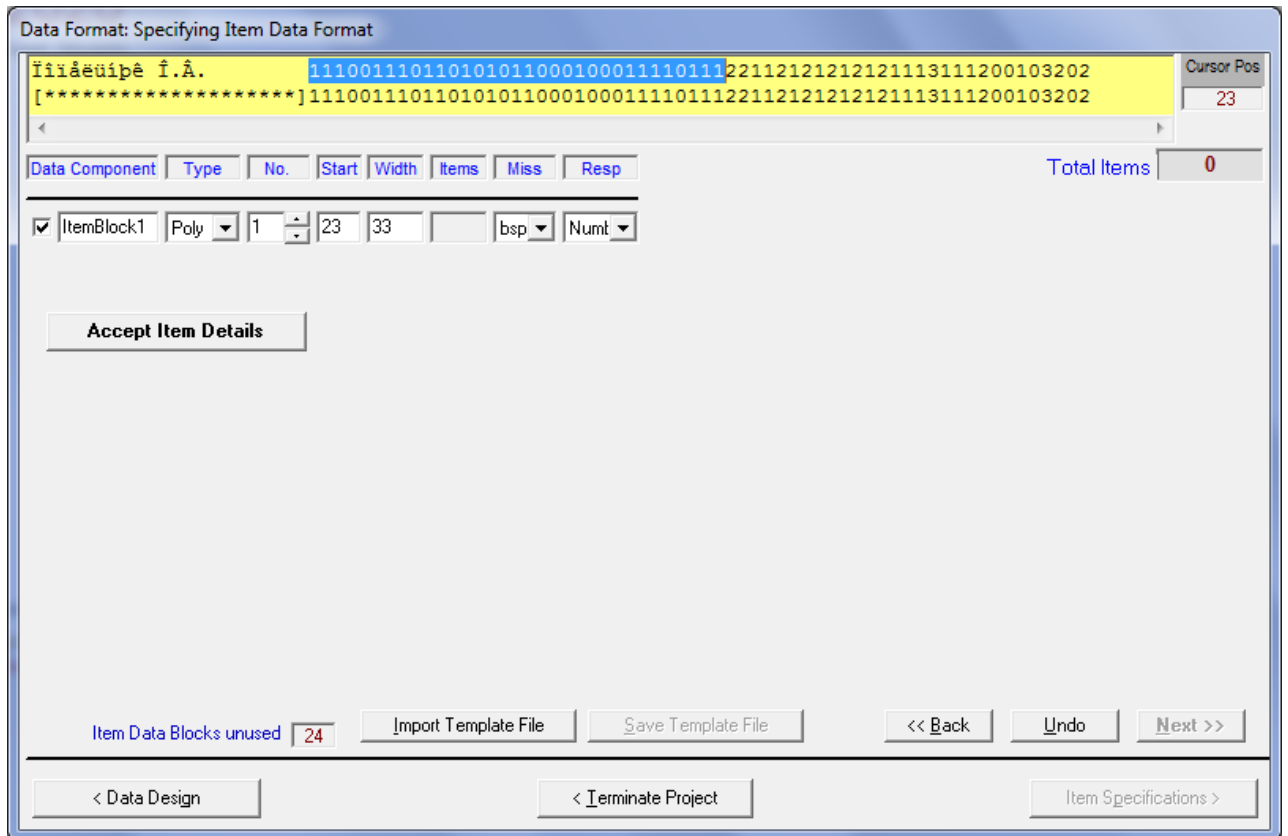 Data Format: Specifying Item Data Format
Ïîïåëüíþê Î.Â. 11100111011010101100010001111011122112121212121113111200103202
[********************]11100111011010101100010001111011122112121212121113111200103202
Cursor Pos
23
Data Component Type No. Start Width Items Miss Resp
Total Items 0
ItemBlock1 Poly 1 23 33 bsp Numb
Accept Item Details
Item Data Blocks unused 24 Import Template File Save Template File << Back Undo Next >>
< Data Design < Terminate Project Item Specifications >